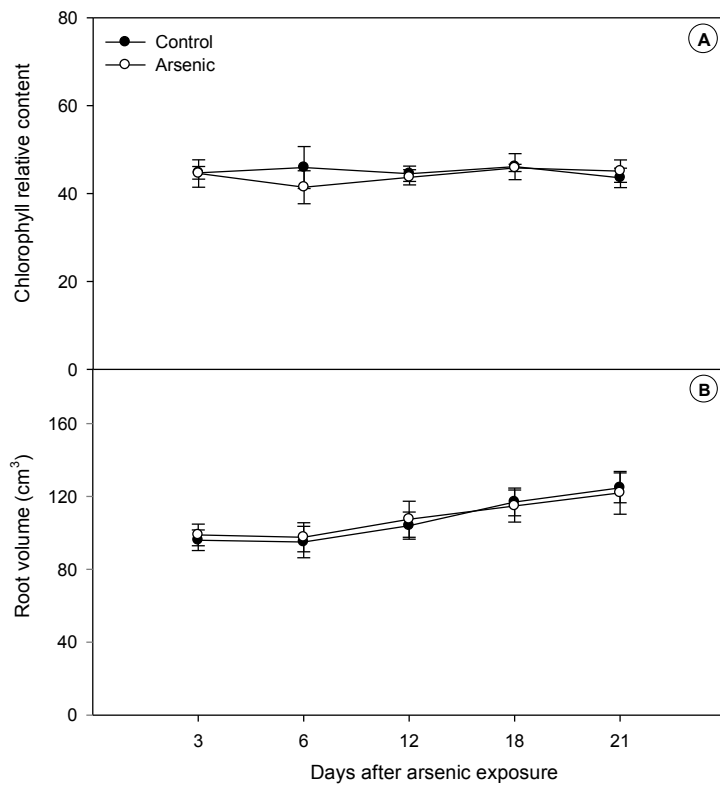 80
A
Control
Arsenic
60
40
20
0
Chlorophyll relative content
B
160
120
80
40
0
Root volume (cm³)
3 6 12 18 21
Days after arsenic exposure